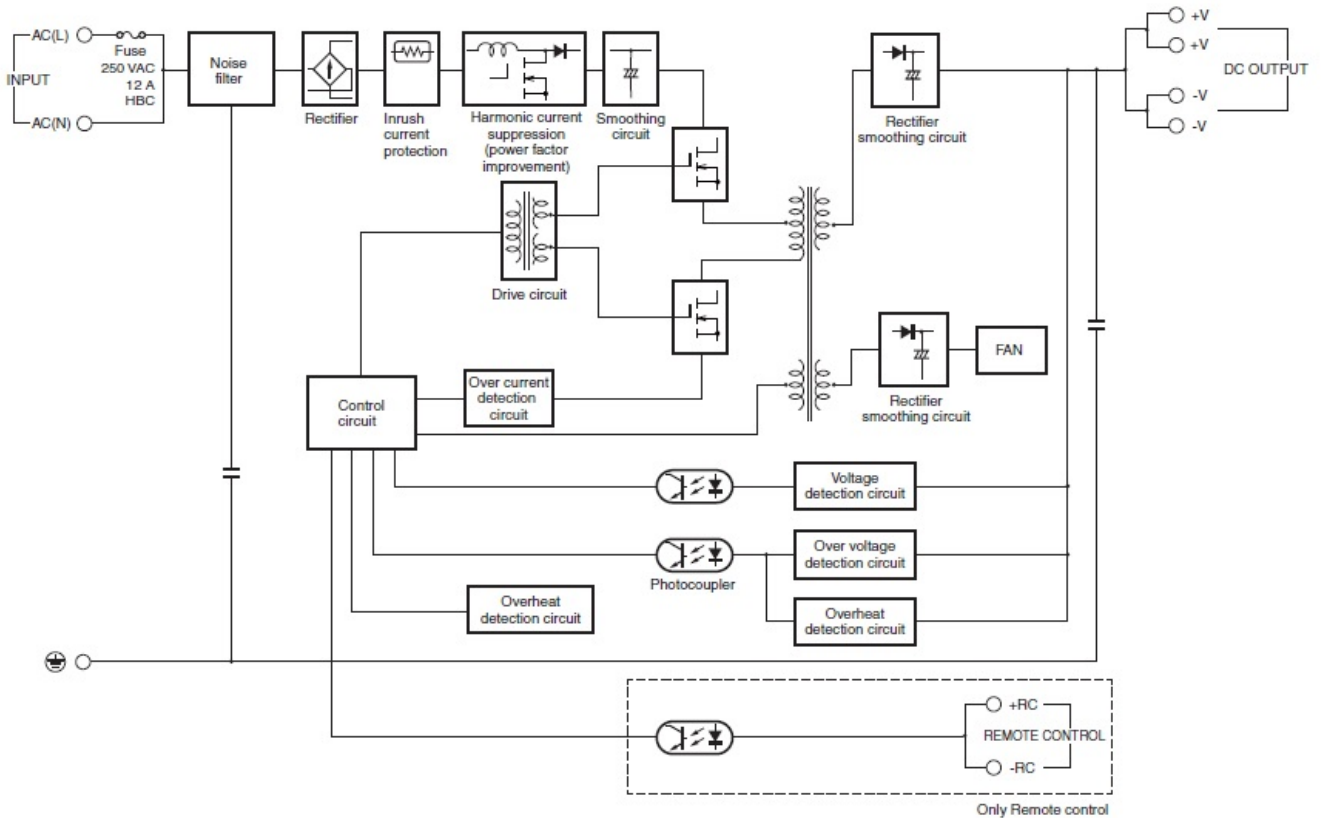 AC(L)
Fuse
250 VAC
12 A
HBC
INPUT
AC(N)
Noise
filter
Rectifier
Inrush
current
protection
Harmonic current
suppression
(power factor
improvement)
Smoothing
circuit
Rectifier
smoothing circuit
+V
+V
DC OUTPUT
-V
-V
Drive circuit
Control
circuit
Over current
detection
circuit
Rectifier
smoothing circuit
FAN
Voltage
detection circuit
Over voltage
detection circuit
Photocoupler
Overheat
detection circuit
Overheat
detection circuit
+RC
REMOTE CONTROL
-RC
Only Remote control